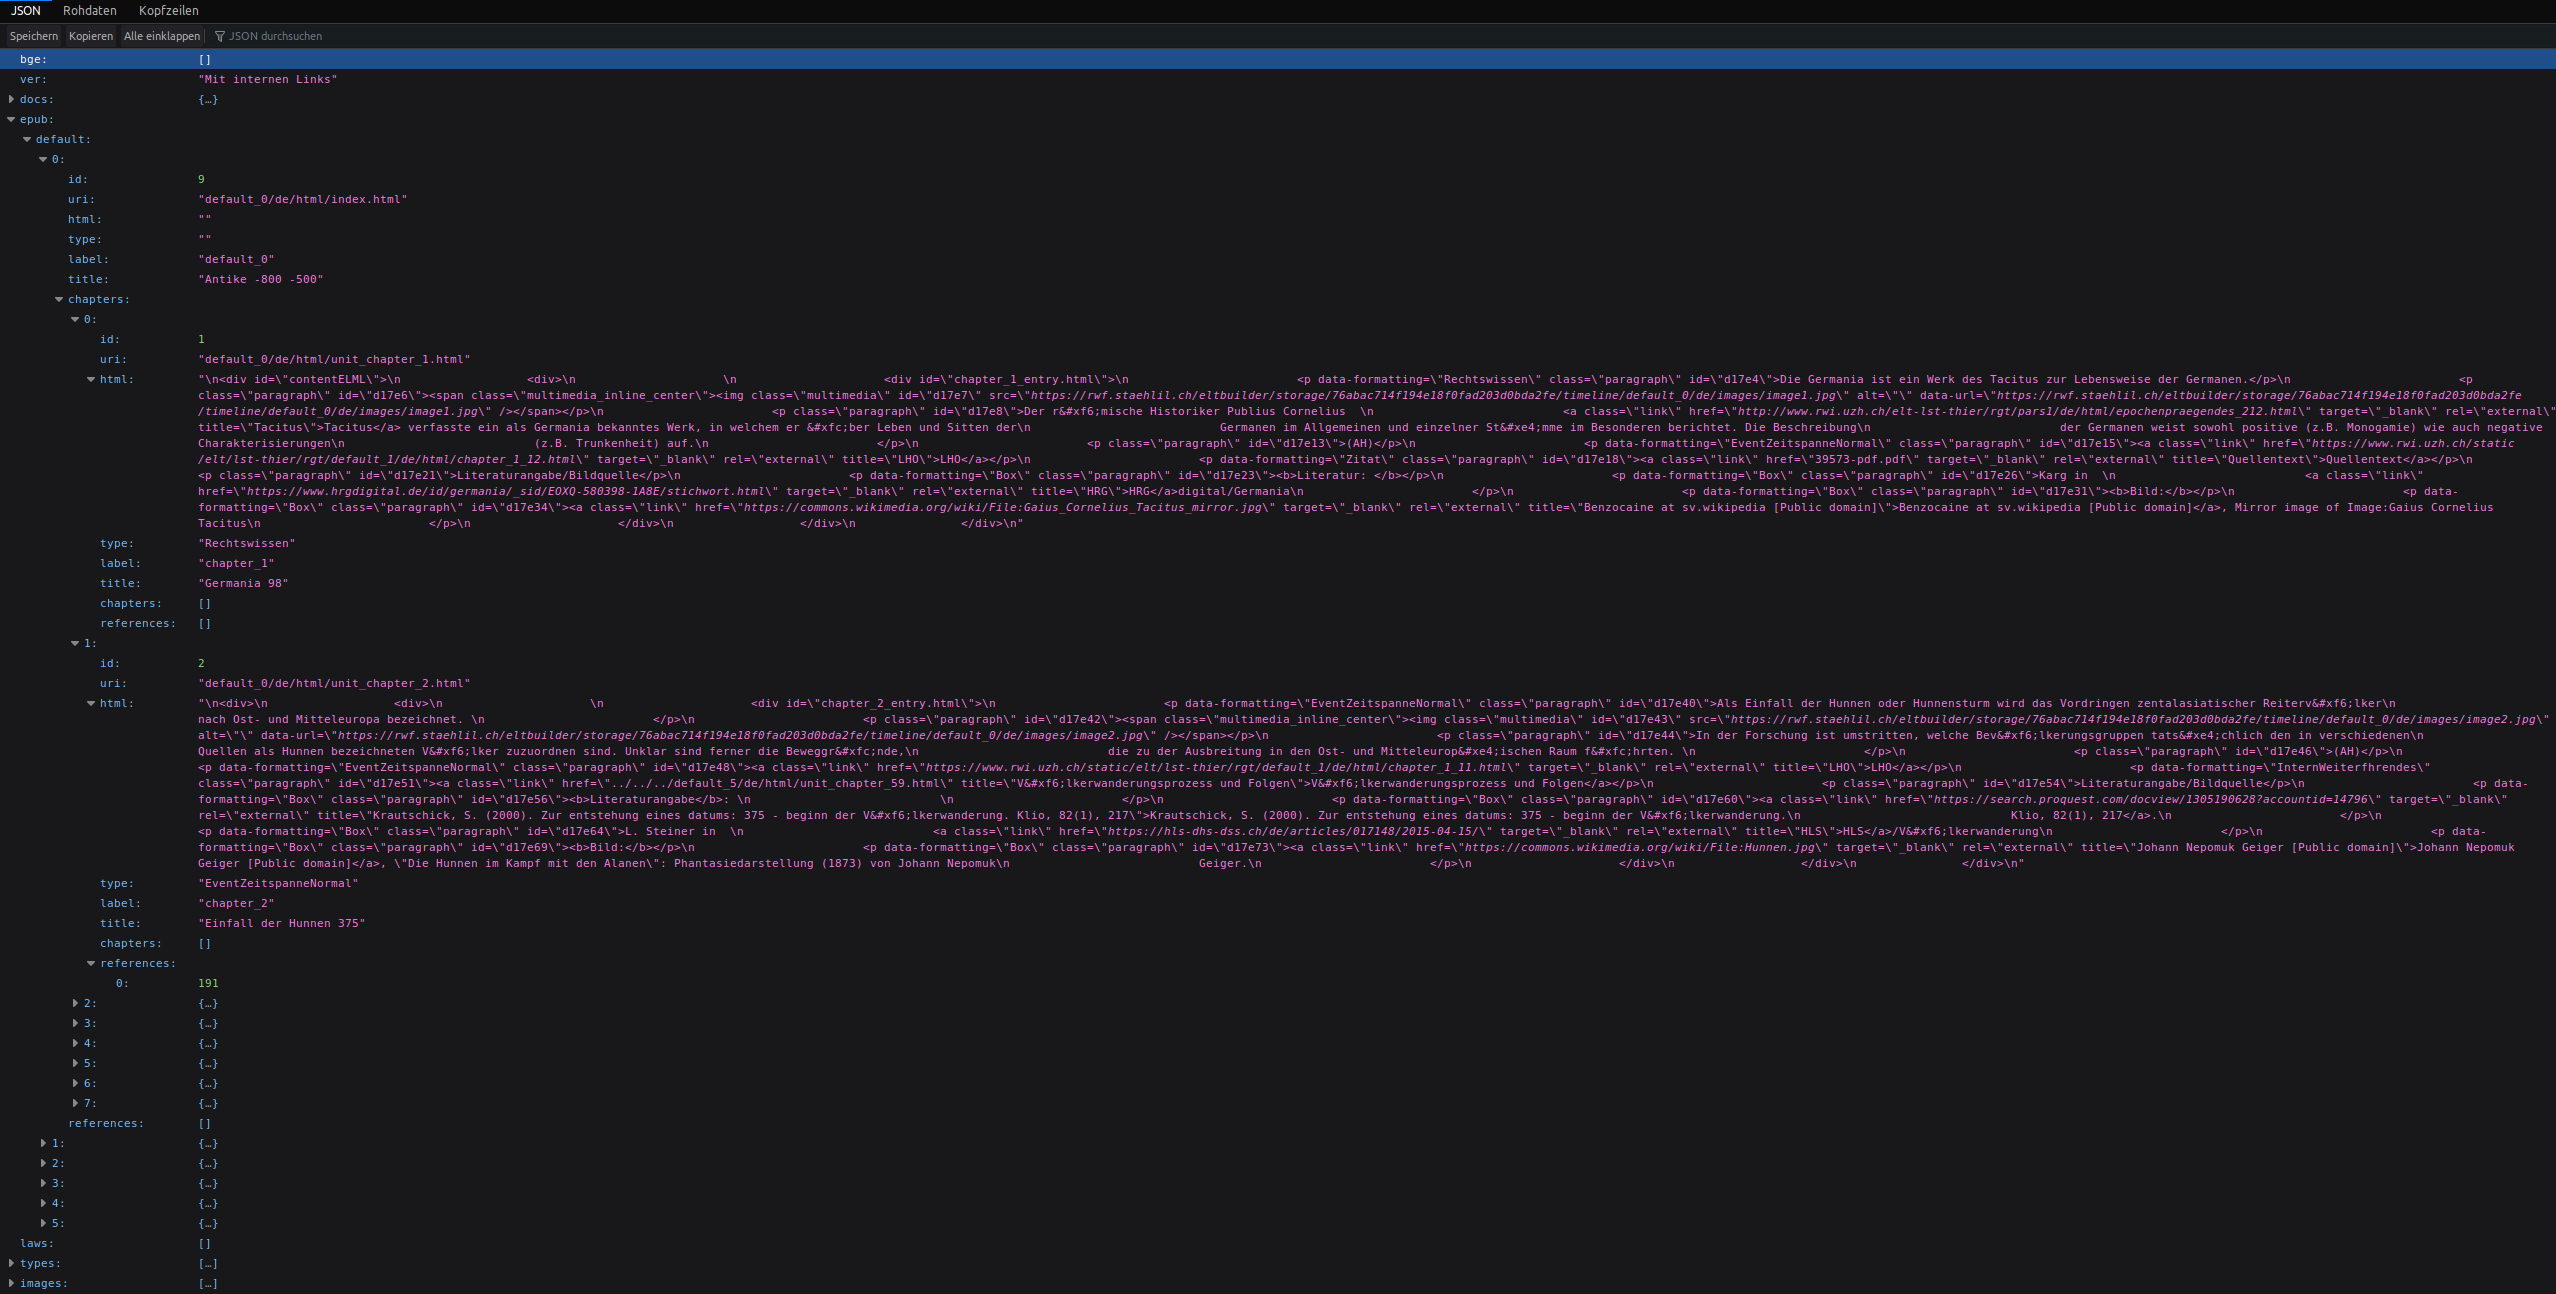 JSON Rohdaten Kopfzeilen
Speichern Kopieren Alle einklappen JSON durchsuchen
bge: []
ver: "Mit internen Links"
docs: {…}
epub:
default:
0:
id: 9
uri: "default_0/de/html/index.html"
html: ""
type: ""
label: "default_0"
title: "Antike -800 -500"
chapters:
0:
id: 1
uri: "default_0/de/html/unit_chapter_1.html"
html: "\n<div id=\"contentELML\">\n <div>\n \n <div id=\"chapter_1_entry.html\">\n <p data-formatting=\"Rechtswissen\" class=\"paragraph\" id=\"d17e4\">Die Germania ist ein Werk des Tacitus zur Lebensweise der Germanen.</p>\n <p
class=\"paragraph\" id=\"d17e6\"><span class=\"multimedia_inline_center\"><img class=\"multimedia\" id=\"d17e7\" src=\"https://rwf.staehlil.ch/eltbuilder/storage/76abac714f194e18f0fad203d0bda2fe/timeline/default_0/de/images/image1.jpg\" alt=\"\" data-url=\"https://rwf.staehlil.ch/eltbuilder/storage/76abac714f194e18f0fad203d0bda2fe
/timeline/default_0/de/images/image1.jpg\" /></span></p>\n <p class=\"paragraph\" id=\"d17e8\">Der r&#xf6;mische Historiker Publius Cornelius \n <a class=\"link\" href=\"http://www.rwi.uzh.ch/elt-lst-thier/rgt/pars1/de/html/epochenpraegendes_212.html\" target=\"_blank\" rel=\"external\"
title=\"Tacitus\">Tacitus</a> verfasste ein als Germania bekanntes Werk, in welchem er &#xfc;ber Leben und Sitten der\n Germanen im Allgemeinen und einzelner St&#xe4;mme im Besonderen berichtet. Die Beschreibung\n der Germanen weist sowohl positive (z.B. Monogamie) wie auch negative
Charakterisierungen\n (z.B. Trunkenheit) auf.\n </p>\n <p class=\"paragraph\" id=\"d17e13\">(AH)</p>\n <p data-formatting=\"EventZeitspanneNormal\" class=\"paragraph\" id=\"d17e15\"><a class=\"link\" href=\"https://www.rwi.uzh.ch/static
/elt/lst-thier/rgt/default_1/de/html/chapter_1_12.html\" target=\"_blank\" rel=\"external\" title=\"LHO\">LHO</a></p>\n <p data-formatting=\"Zitat\" class=\"paragraph\" id=\"d17e18\"><a class=\"link\" href=\"39573-pdf.pdf\" target=\"_blank\" rel=\"external\" title=\"Quellentext\">Quellentext</a></p>\n
<p class=\"paragraph\" id=\"d17e21\">Literaturangabe/Bildquelle</p>\n <p data-formatting=\"Box\" class=\"paragraph\" id=\"d17e23\"><b>Literatur: </b></p>\n <p data-formatting=\"Box\" class=\"paragraph\" id=\"d17e26\">Karg in \n <a class=\"link\"
href=\"https://www.hrgdigital.de/id/germania/_sid/EOXQ-580398-1A8E/stichwort.html\" target=\"_blank\" rel=\"external\" title=\"HRG\">HRG</a>digital/Germania\n </p>\n <p data-formatting=\"Box\" class=\"paragraph\" id=\"d17e31\"><b>Bild:</b></p>\n <p data-
formatting=\"Box\" class=\"paragraph\" id=\"d17e34\"><a class=\"link\" href=\"https://commons.wikimedia.org/wiki/File:Gaius_Cornelius_Tacitus_mirror.jpg\" target=\"_blank\" rel=\"external\" title=\"Benzocaine at sv.wikipedia [Public domain]\">Benzocaine at sv.wikipedia [Public domain]</a>, Mirror image of Image:Gaius Cornelius
Tacitus\n </p>\n </div>\n </div>\n </div>\n"
type: "Rechtswissen"
label: "chapter_1"
title: "Germania 98"
chapters: []
references: []
1:
id: 2
uri: "default_0/de/html/unit_chapter_2.html"
html: "\n<div>\n <div>\n \n <div id=\"chapter_2_entry.html\">\n <p data-formatting=\"EventZeitspanneNormal\" class=\"paragraph\" id=\"d17e40\">Als Einfall der Hunnen oder Hunnensturm wird das Vordringen zentalasiatischer Reiterv&#xf6;lker\n
nach Ost- und Mitteleuropa bezeichnet. \n </p>\n <p class=\"paragraph\" id=\"d17e42\"><span class=\"multimedia_inline_center\"><img class=\"multimedia\" id=\"d17e43\" src=\"https://rwf.staehlil.ch/eltbuilder/storage/76abac714f194e18f0fad203d0bda2fe/timeline/default_0/de/images/image2.jpg\"
alt=\"\" data-url=\"https://rwf.staehlil.ch/eltbuilder/storage/76abac714f194e18f0fad203d0bda2fe/timeline/default_0/de/images/image2.jpg\" /></span></p>\n <p class=\"paragraph\" id=\"d17e44\">In der Forschung ist umstritten, welche Bev&#xf6;lkerungsgruppen tats&#xe4;chlich den in verschiedenen\n
Quellen als Hunnen bezeichneten V&#xf6;lker zuzuordnen sind. Unklar sind ferner die Beweggr&#xfc;nde,\n die zu der Ausbreitung in den Ost- und Mitteleurop&#xe4;ischen Raum f&#xfc;hrten. \n </p>\n <p class=\"paragraph\" id=\"d17e46\">(AH)</p>\n
<p data-formatting=\"EventZeitspanneNormal\" class=\"paragraph\" id=\"d17e48\"><a class=\"link\" href=\"https://www.rwi.uzh.ch/static/elt/lst-thier/rgt/default_1/de/html/chapter_1_11.html\" target=\"_blank\" rel=\"external\" title=\"LHO\">LHO</a></p>\n <p data-formatting=\"InternWeiterfhrendes\"
class=\"paragraph\" id=\"d17e51\"><a class=\"link\" href=\"../../../default_5/de/html/unit_chapter_59.html\" title=\"V&#xf6;lkerwanderungsprozess und Folgen\">V&#xf6;lkerwanderungsprozess und Folgen</a></p>\n <p class=\"paragraph\" id=\"d17e54\">Literaturangabe/Bildquelle</p>\n <p data-
formatting=\"Box\" class=\"paragraph\" id=\"d17e56\"><b>Literaturangabe</b>: \n \n </p>\n <p data-formatting=\"Box\" class=\"paragraph\" id=\"d17e60\"><a class=\"link\" href=\"https://search.proquest.com/docview/1305190628?accountid=14796\" target=\"_blank\"
rel=\"external\" title=\"Krautschick, S. (2000). Zur entstehung eines datums: 375 - beginn der V&#xf6;lkerwanderung. Klio, 82(1), 217\">Krautschick, S. (2000). Zur entstehung eines datums: 375 - beginn der V&#xf6;lkerwanderung.\n Klio, 82(1), 217</a>.\n </p>\n
<p data-formatting=\"Box\" class=\"paragraph\" id=\"d17e64\">L. Steiner in \n <a class=\"link\" href=\"https://hls-dhs-dss.ch/de/articles/017148/2015-04-15/\" target=\"_blank\" rel=\"external\" title=\"HLS\">HLS</a>/V&#xf6;lkerwanderung\n </p>\n <p data-
formatting=\"Box\" class=\"paragraph\" id=\"d17e69\"><b>Bild:</b></p>\n <p data-formatting=\"Box\" class=\"paragraph\" id=\"d17e73\"><a class=\"link\" href=\"https://commons.wikimedia.org/wiki/File:Hunnen.jpg\" target=\"_blank\" rel=\"external\" title=\"Johann Nepomuk Geiger [Public domain]\">Johann Nepomuk
Geiger [Public domain]</a>, \"Die Hunnen im Kampf mit den Alanen\": Phantasiedarstellung (1873) von Johann Nepomuk\n Geiger.\n </p>\n </div>\n </div>\n </div>\n"
type: "EventZeitspanneNormal"
label: "chapter_2"
title: "Einfall der Hunnen 375"
chapters: []
references:
0: 191
2: {…}
3: {…}
4: {…}
5: {…}
6: {…}
7: {…}
references: []
1: {…}
2: {…}
3: {…}
4: {…}
5: {…}
laws: []
types: […]
images: […]